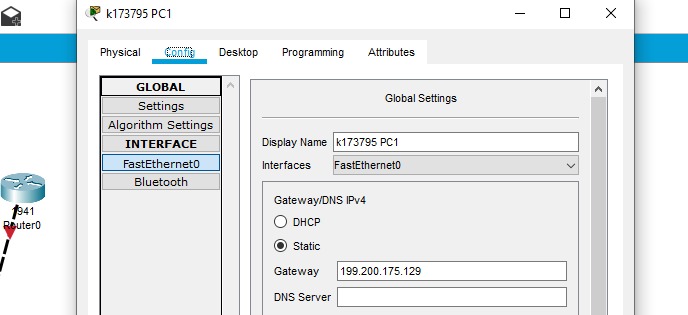 k173795 PC1
Physical
Config
Desktop
Programming
Attributes
GLOBAL
Settings
Algorithm Settings
INTERFACE
FastEthernet0
Bluetooth
Global Settings
Display Name
k173795 PC1
Interfaces
FastEthernet0
Gateway/DNS IPv4
DHCP
Static
Gateway
199.200.175.129
DNS Server
1941
Router0